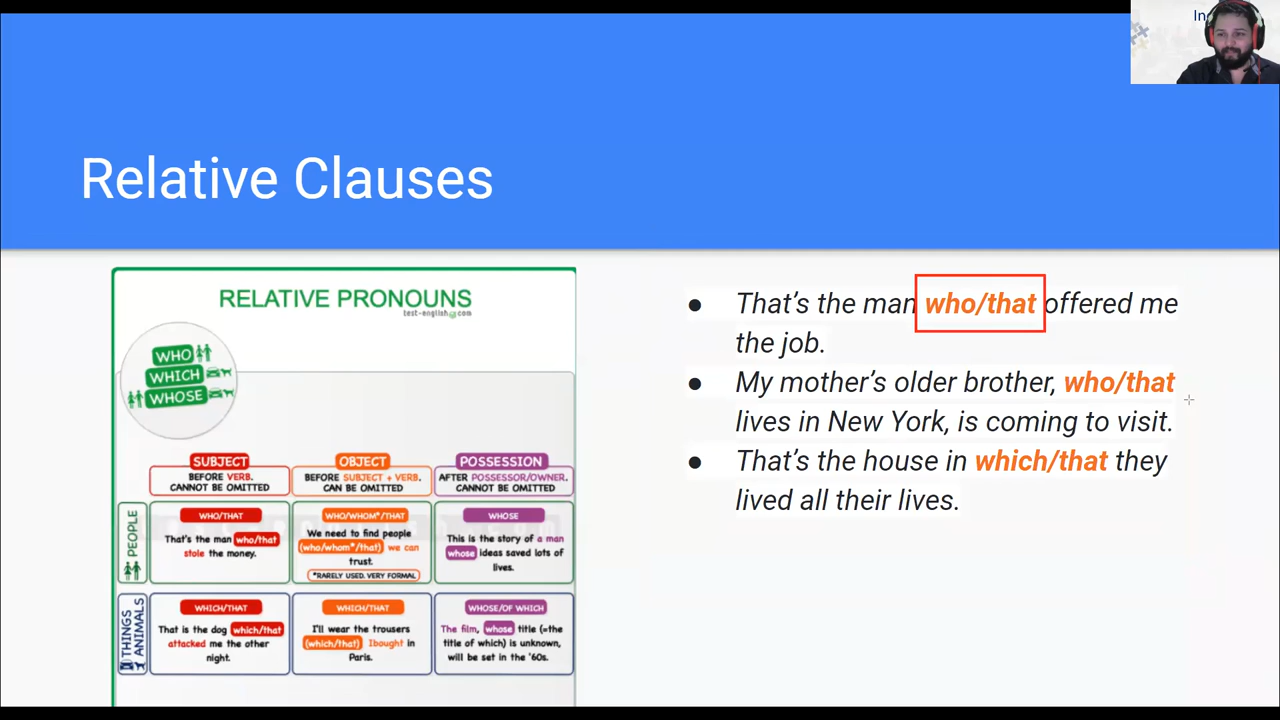 In
Relative Clauses
RELATIVE PRONOUNS
test-english.com
WHO
WHICH
WHOSE
SUBJECT
BEFORE VERB.
CANNOT BE OMITTED
OBJECT
BEFORE SUBJECT + VERB.
CAN BE OMITTED
POSSESSION
AFTER POSSESSOR/OWNER.
CANNOT BE OMITTED
PEOPLE
WHO/THAT
That's the man who/that
stole the money.
WHO/WHOM*/THAT
We need to find people
(who/whom*/that) we can
trust.
*RARELY USED. VERY FORMAL
WHOSE
This is the story of a man
whose ideas saved lots of
lives.
THINGS
ANIMALS
WHICH/THAT
That is the dog which/that
attacked me the other
night.
WHICH/THAT
I'll wear the trousers
(which/that) Ibought in
Paris.
WHOSE/OF WHICH
The film, whose title (=the
title of which) is unknown,
will be set in the '60s.
● That's the man who/that offered me
the job.
● My mother's older brother, who/that
lives in New York, is coming to visit.
● That's the house in which/that they
lived all their lives.